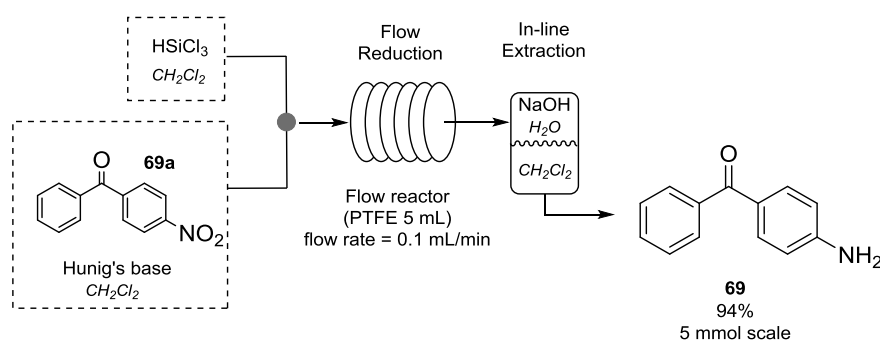 HSiCl3
CH2Cl2
O
69a
NO2
Hunig's base
CH2Cl2
Flow
Reduction
Flow reactor
(PTFE 5 mL)
flow rate = 0.1 mL/min
In-line
Extraction
NaOH
H2O
CH2Cl2
O
NH2
69
94%
5 mmol scale